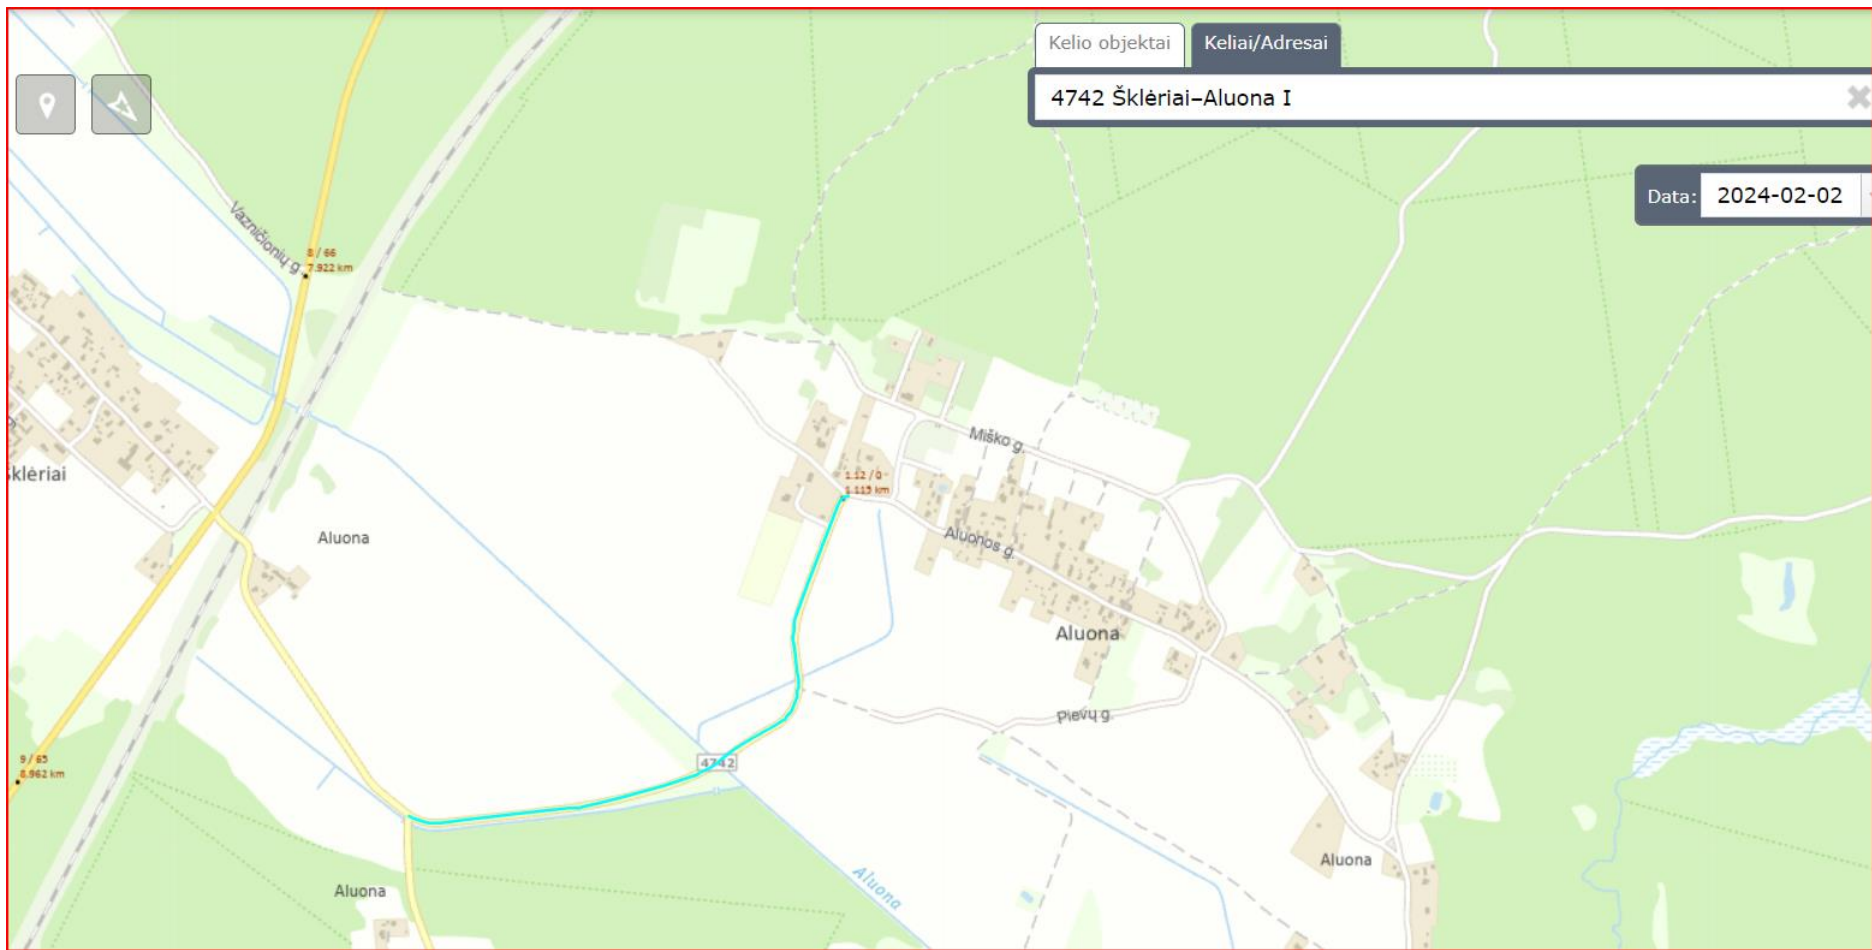 Kelio objektai
Keliai/Adresai
4742 Šklėriai–Aluona I
Data: 2024-02-02
Vazničionių g.
8 / 66
7.922 km
klėriai
Aluona
1.12 / 0
1.115 km
Miško g.
Aluonos g.
Aluona
Pievų g.
4742
9 / 65
8.962 km
Aluona
Aluona
Aluona